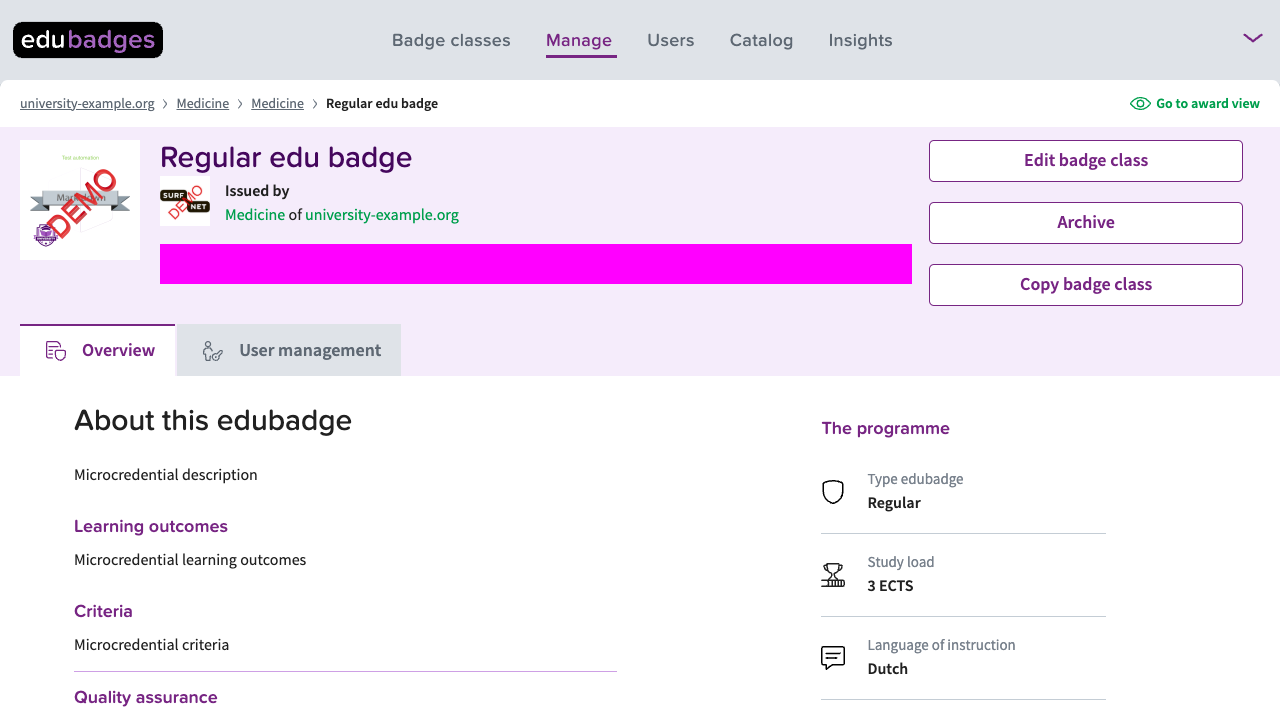 edubadges
Badge classes
Manage
Users
Catalog
Insights
university-example.org > Medicine > Medicine > Regular edu badge
Go to award view
Test automation
DEMO
Regular edu badge
SURF
NET
DEMO
Issued by
Medicine of university-example.org
Edit badge class
Archive
Copy badge class
Overview
User management
About this edubadge
Microcredential description
Learning outcomes
Microcredential learning outcomes
Criteria
Microcredential criteria
Quality assurance
The programme
Type edubadge
Regular
Study load
3 ECTS
Language of instruction
Dutch